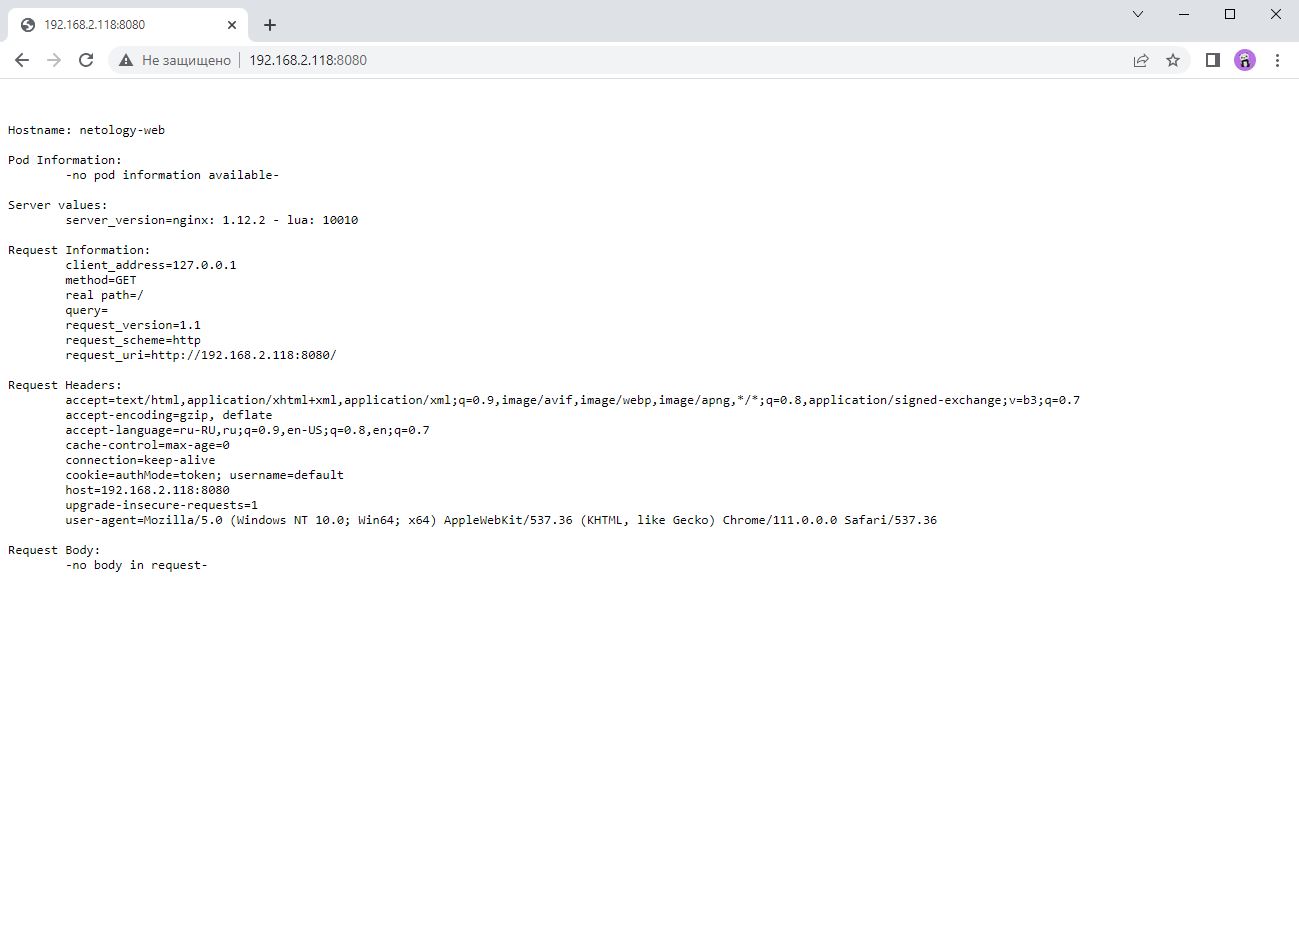 192.168.2.118:8080
Не защищено
192.168.2.118:8080
Hostname: netology-web
Pod Information:
-no pod information available-
Server values:
server_version=nginx: 1.12.2 - lua: 10010
Request Information:
client_address=127.0.0.1
method=GET
real path=/
query=
request_version=1.1
request_scheme=http
request_uri=http://192.168.2.118:8080/
Request Headers:
accept=text/html,application/xhtml+xml,application/xml;q=0.9,image/avif,image/webp,image/apng,*/*;q=0.8,application/signed-exchange;v=b3;q=0.7
accept-encoding=gzip, deflate
accept-language=ru-RU,ru;q=0.9,en-US;q=0.8,en;q=0.7
cache-control=max-age=0
connection=keep-alive
cookie=authMode=token; username=default
host=192.168.2.118:8080
upgrade-insecure-requests=1
user-agent=Mozilla/5.0 (Windows NT 10.0; Win64; x64) AppleWebKit/537.36 (KHTML, like Gecko) Chrome/111.0.0.0 Safari/537.36
Request Body:
-no body in request-